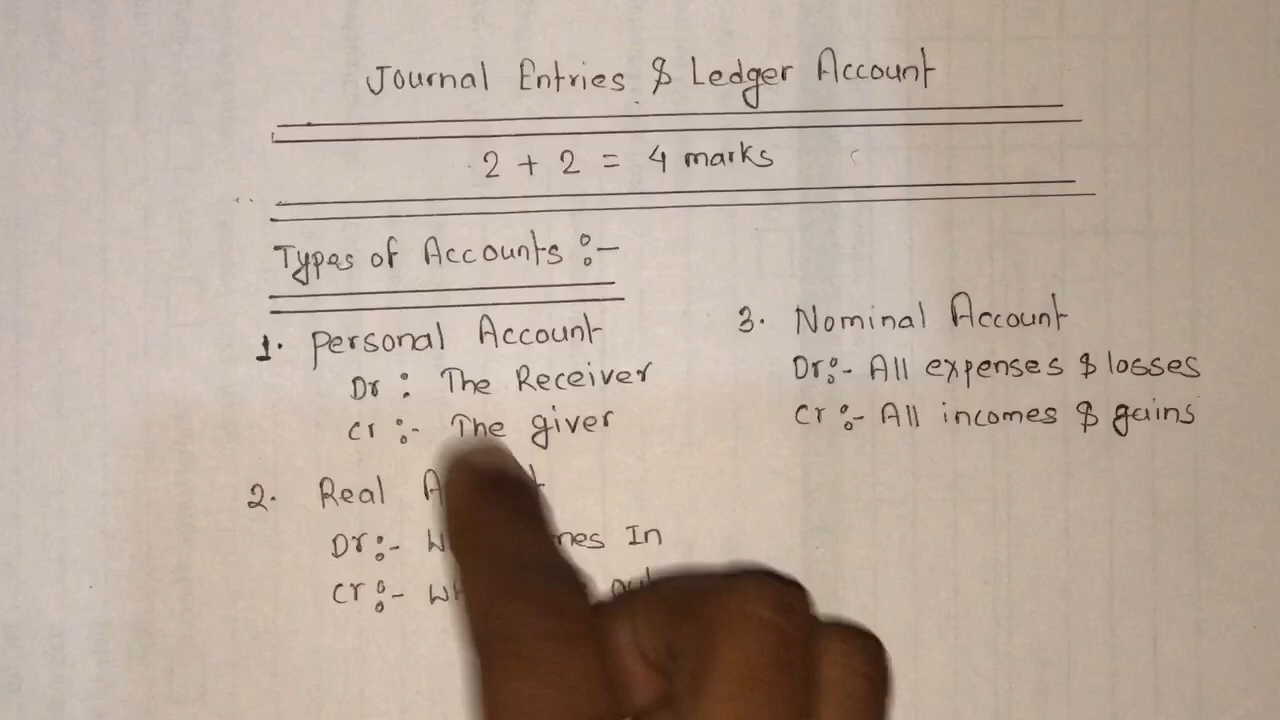 Journal Entries & Ledger Account
2 + 2 = 4 marks
Types of Accounts :-
1. Personal Account
Dr : The Receiver
Cr :- The giver
2. Real
Dr :- In
Cr :-
3. Nominal Account
Dr :- All expenses & losses
Cr :- All incomes & gains